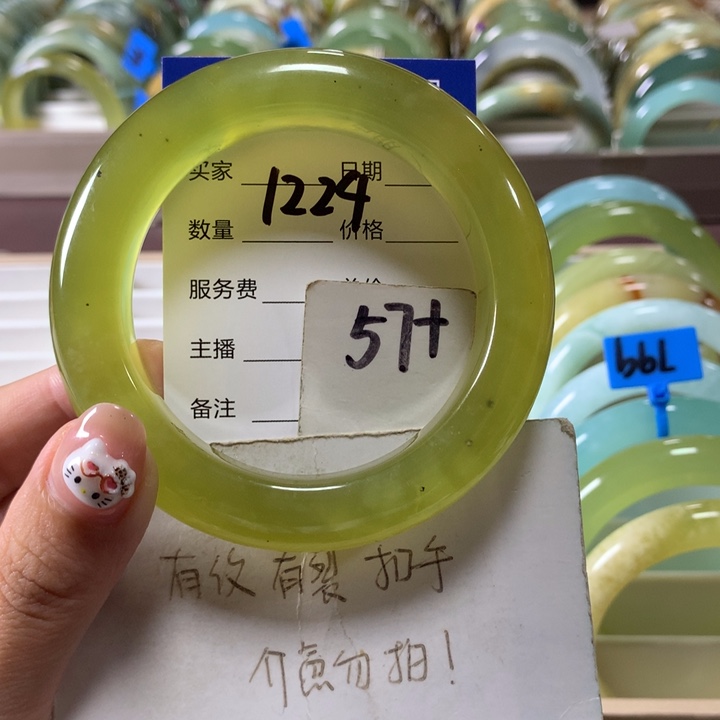 买家 1224 日期
数量 价格
服务费
主播
备注
57+
有纹 有裂 扣手
介意勿拍!
799